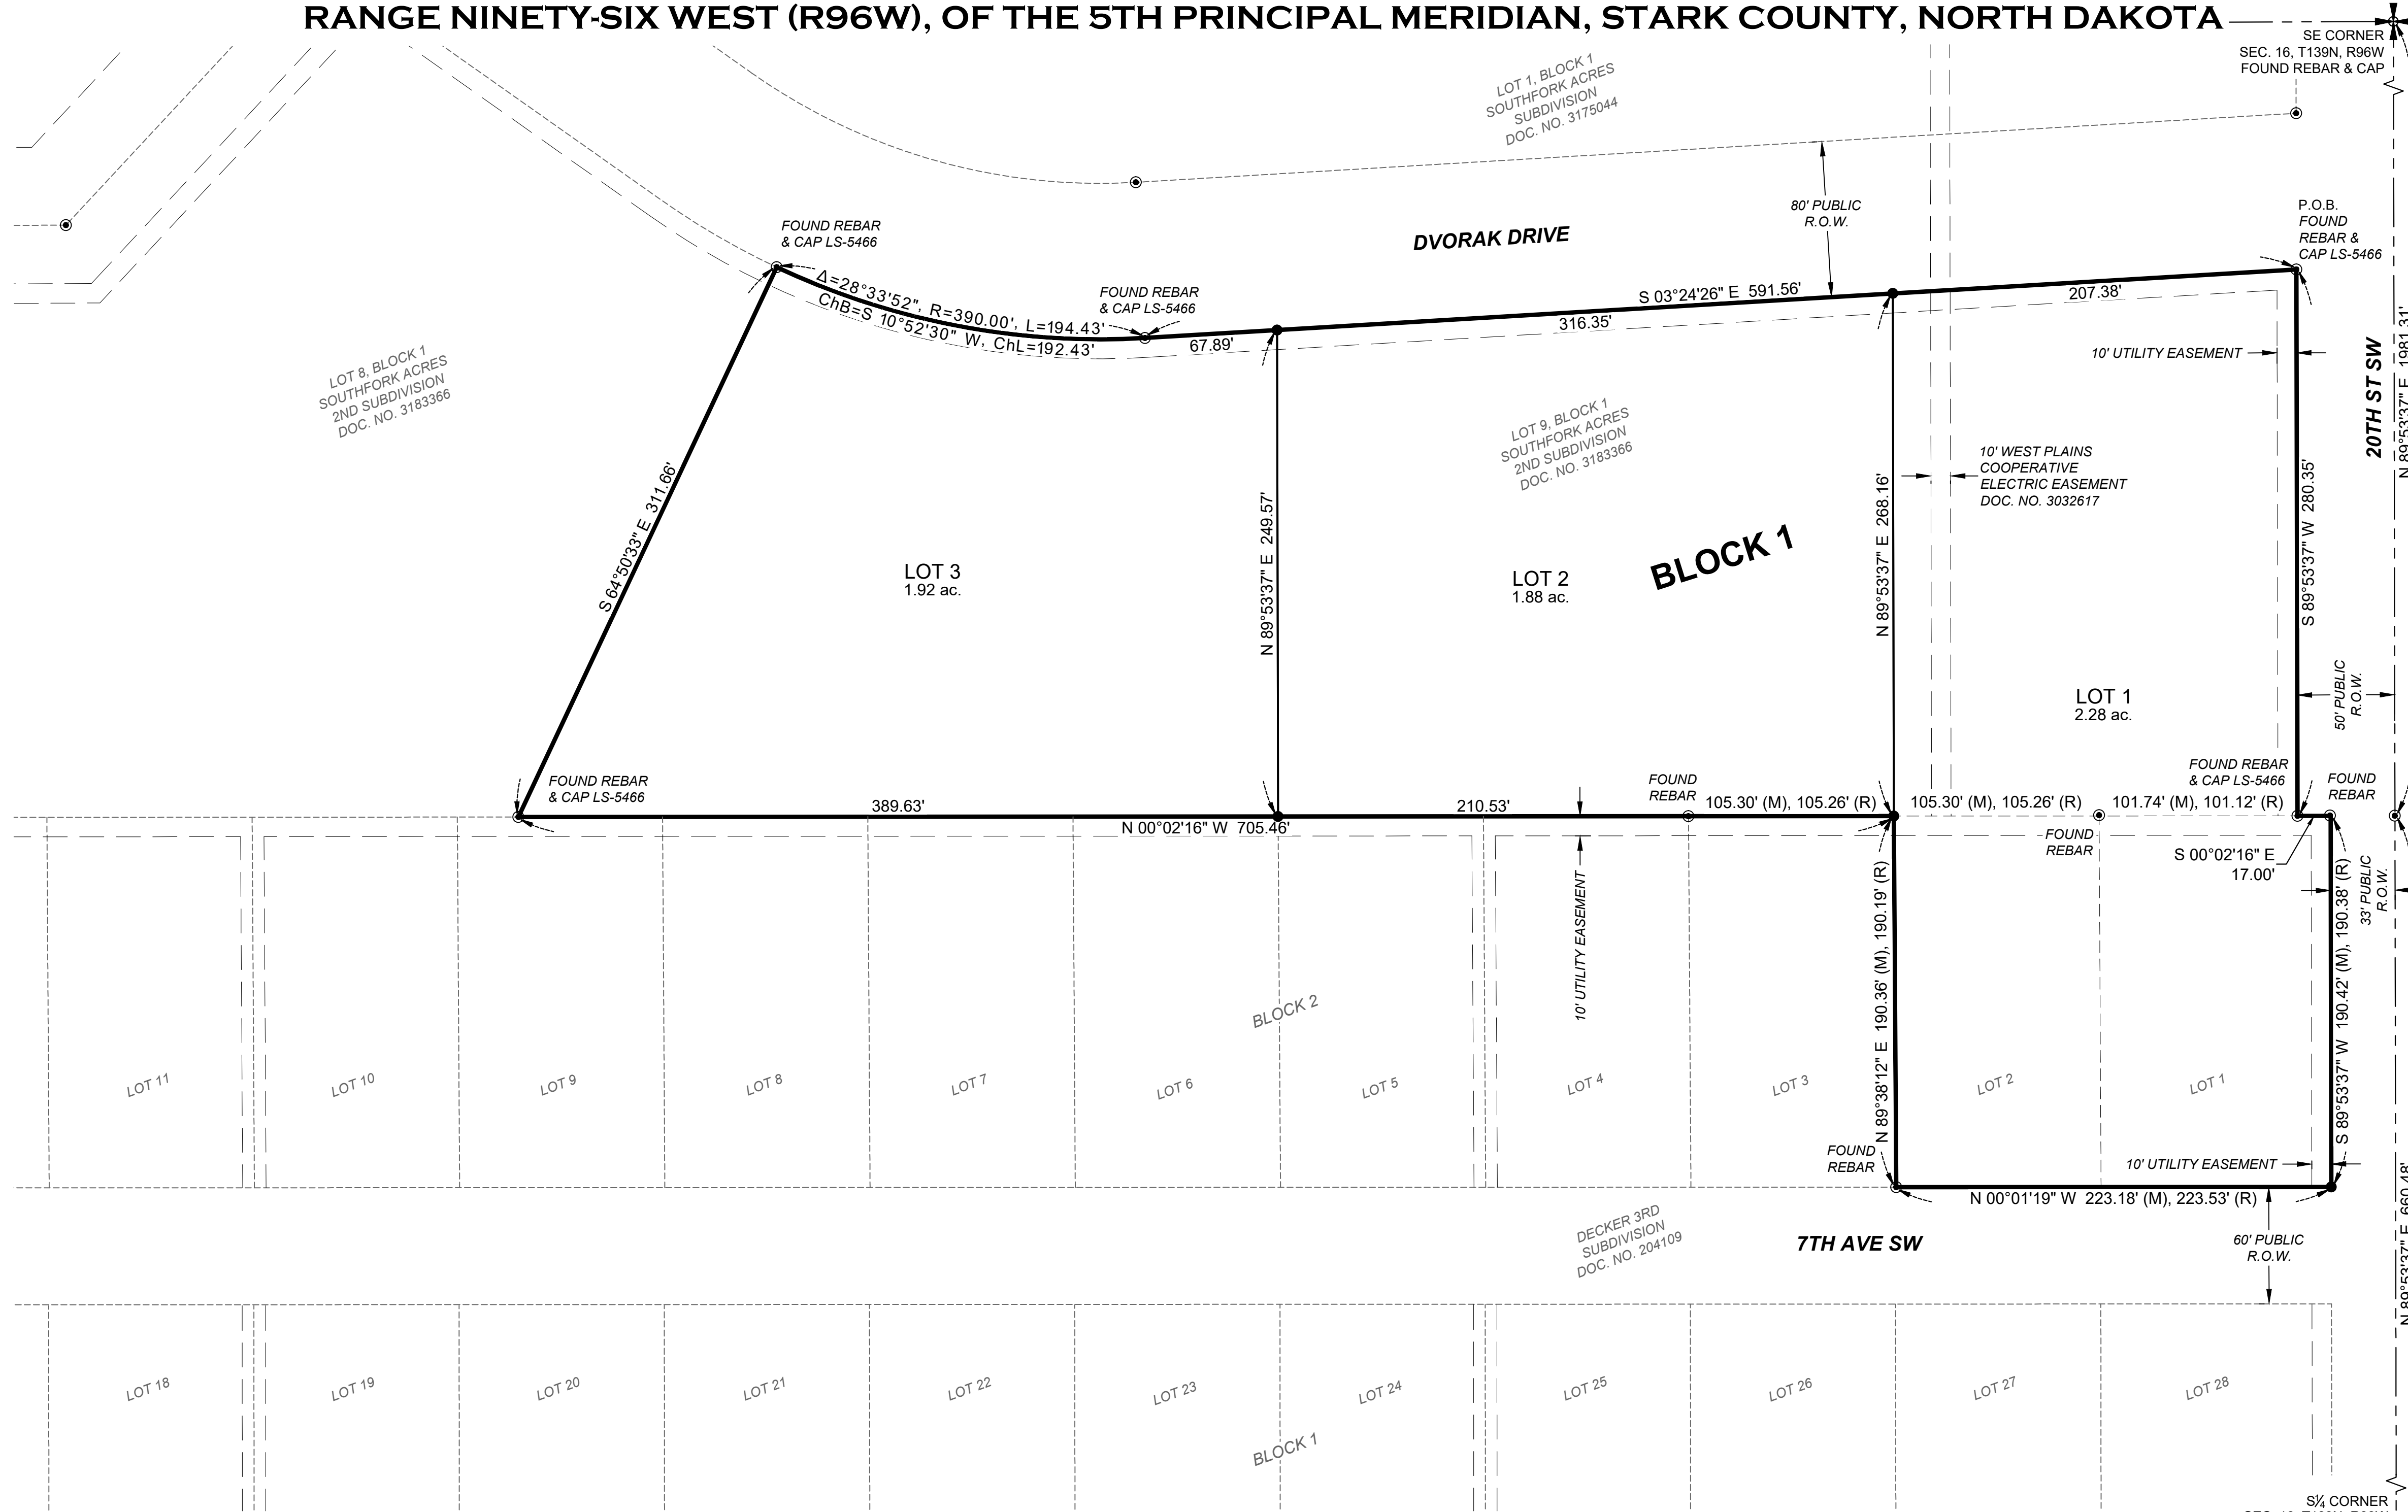 RANGE NINETY-SIX WEST (R96W), OF THE 5TH PRINCIPAL MERIDIAN, STARK COUNTY, NORTH DAKOTA
SE CORNER
SEC. 16, T139N, R96W
FOUND REBAR & CAP
LOT 1, BLOCK 1
SOUTHFORK ACRES
SUBDIVISION
DOC. NO. 3175044
80' PUBLIC
R.O.W.
DVORAK DRIVE
P.O.B.
FOUND
REBAR &
CAP LS-5466
FOUND REBAR
& CAP LS-5466
Δ=28°33'52", R=390.00', L=194.43'
ChB=S 10°52'30" W, ChL=192.43'
FOUND REBAR
& CAP LS-5466
67.89'
S 03°24'26" E 591.56'
316.35'
207.38'
10' UTILITY EASEMENT
20TH ST SW
N 89°53'37" E 1981.31'
LOT 8, BLOCK 1
SOUTHFORK ACRES
2ND SUBDIVISION
DOC. NO. 3183366
LOT 9, BLOCK 1
SOUTHFORK ACRES
2ND SUBDIVISION
DOC. NO. 3183366
10' WEST PLAINS
COOPERATIVE
ELECTRIC EASEMENT
DOC. NO. 3032617
S 64°50'33" E 311.66'
N 89°53'37" E 249.57'
N 89°53'37" E 268.16'
S 89°53'37" W 280.35'
BLOCK 1
LOT 3
1.92 ac.
LOT 2
1.88 ac.
LOT 1
2.28 ac.
50' PUBLIC
R.O.W.
FOUND REBAR
& CAP LS-5466
FOUND
REBAR
FOUND REBAR
& CAP LS-5466
FOUND
REBAR
389.63'
210.53'
105.30' (M), 105.26' (R)
105.30' (M), 105.26' (R)
101.74' (M), 101.12' (R)
N 00°02'16" W 705.46'
FOUND
REBAR
S 00°02'16" E
17.00'
33' PUBLIC
R.O.W.
10' UTILITY EASEMENT
N 89°38'12" E 190.36' (M), 190.19' (R)
S 89°53'37" W 190.42' (M), 190.38' (R)
BLOCK 2
LOT 11
LOT 10
LOT 9
LOT 8
LOT 7
LOT 6
LOT 5
LOT 4
LOT 3
LOT 2
LOT 1
FOUND
REBAR
10' UTILITY EASEMENT
N 00°01'19" W 223.18' (M), 223.53' (R)
DECKER 3RD
SUBDIVISION
DOC. NO. 204109
7TH AVE SW
60' PUBLIC
R.O.W.
N 89°53'37" E 660.48'
LOT 18
LOT 19
LOT 20
LOT 21
LOT 22
LOT 23
LOT 24
LOT 25
LOT 26
LOT 27
LOT 28
BLOCK 1
S¼ CORNER